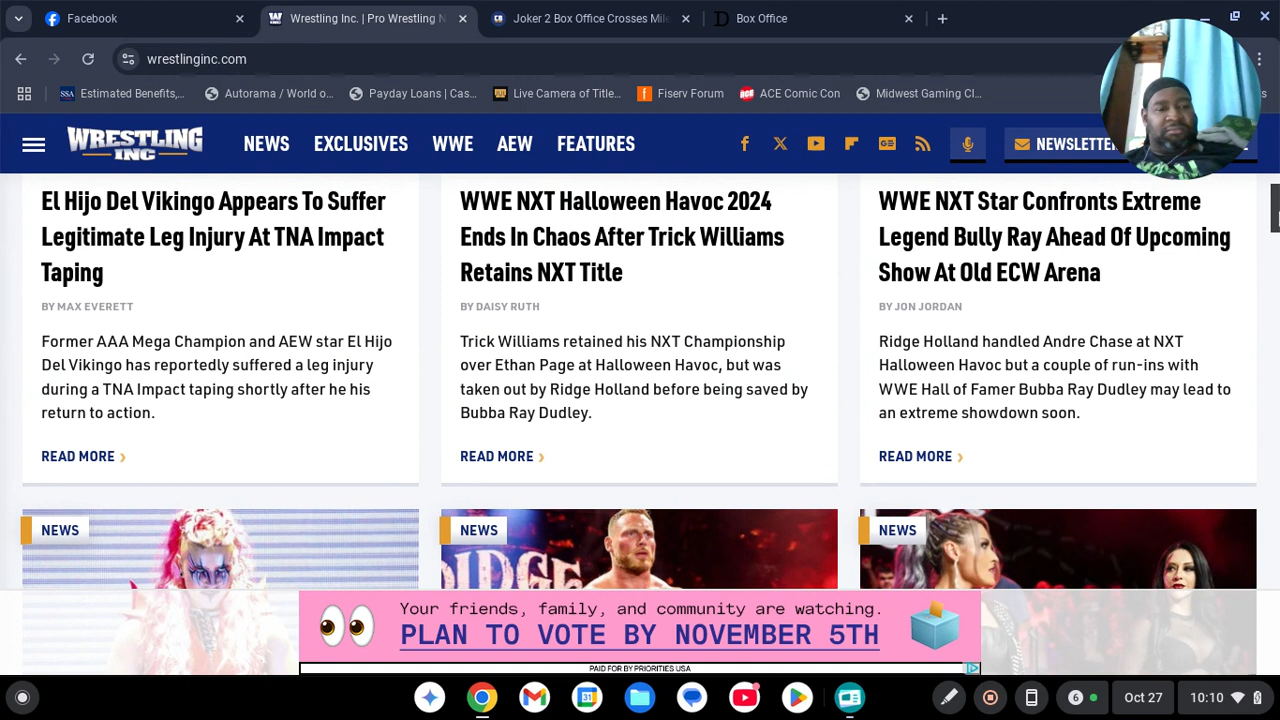 Facebook
Wrestling Inc. | Pro Wrestling N
Joker 2 Box Office Crosses Mile
D Box Office
wrestlinginc.com
SSA Estimated Benefits,...
Autorama / World o...
Payday Loans | Cas...
Live Camera of Title...
f Fiserv Forum
ACE ACE Comic Con
Midwest Gaming Cl...
WRESTLING
INC
NEWS EXCLUSIVES WWE AEW FEATURES
NEWSLETTER
El Hijo Del Vikingo Appears To Suffer
Legitimate Leg Injury At TNA Impact
Taping
BY MAX EVERETT
Former AAA Mega Champion and AEW star El Hijo
Del Vikingo has reportedly suffered a leg injury
during a TNA Impact taping shortly after he his
return to action.
READ MORE
WWE NXT Halloween Havoc 2024
Ends In Chaos After Trick Williams
Retains NXT Title
BY DAISY RUTH
Trick Williams retained his NXT Championship
over Ethan Page at Halloween Havoc, but was
taken out by Ridge Holland before being saved by
Bubba Ray Dudley.
READ MORE
WWE NXT Star Confronts Extreme
Legend Bully Ray Ahead Of Upcoming
Show At Old ECW Arena
BY JON JORDAN
Ridge Holland handled Andre Chase at NXT
Halloween Havoc but a couple of run-ins with
WWE Hall of Famer Bubba Ray Dudley may lead to
an extreme showdown soon.
READ MORE
NEWS
NEWS
NEWS
RIDGE
Your friends, family, and community are watching.
PLAN TO VOTE BY NOVEMBER 5TH
PAID FOR BY PRIORITIES USA
31
6
Oct 27
10:10